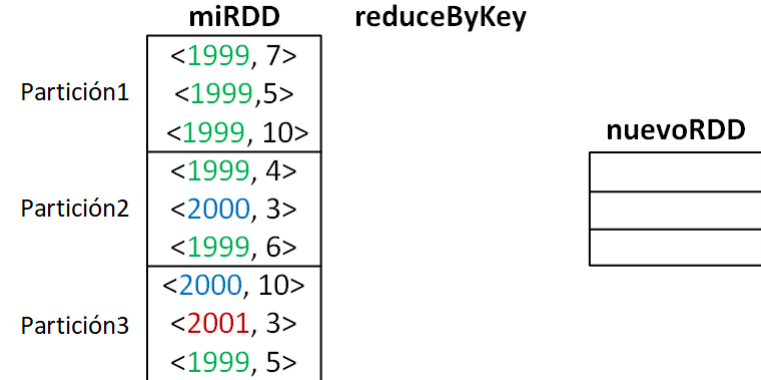 miRDD reduceByKey
Partición1
<1999, 7>
<1999,5>
<1999, 10>
Partición2
<1999, 4>
<2000, 3>
<1999, 6>
Partición3
<2000, 10>
<2001, 3>
<1999, 5>
nuevoRDD